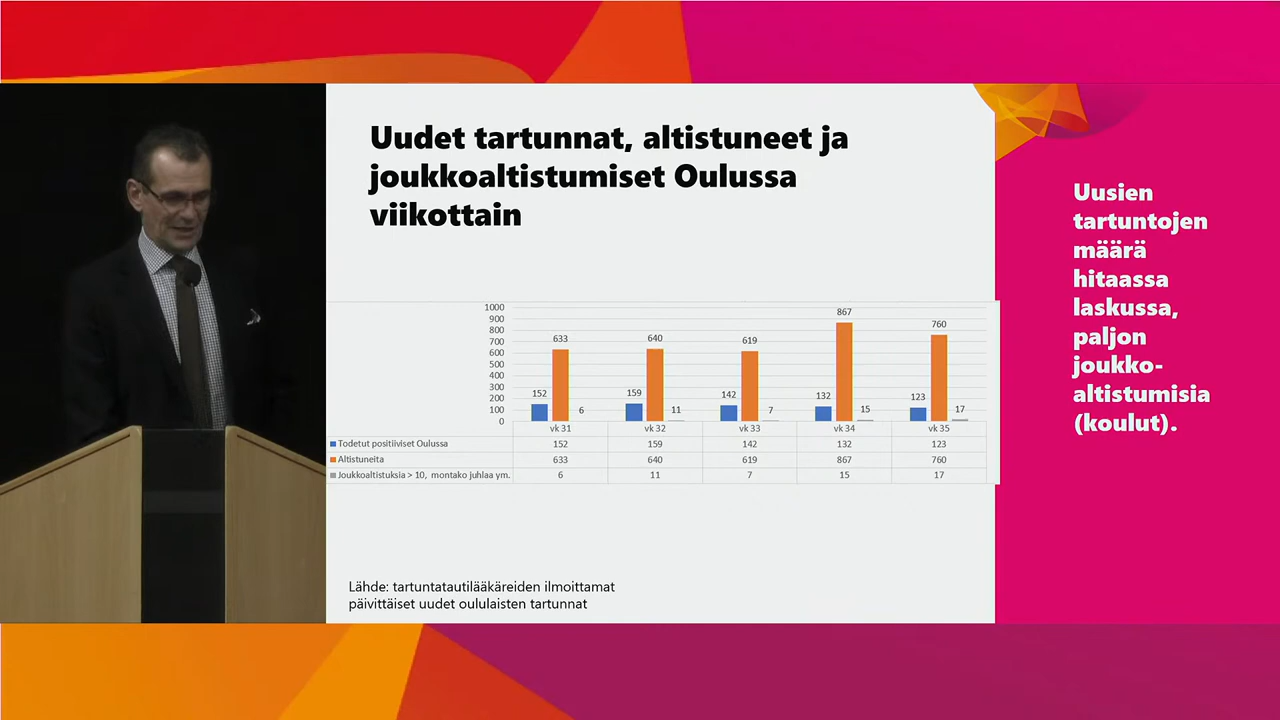 Uudet tartunnat, altistuneet ja
joukkoaltistumiset Oulussa
viikottain
1000
900
800
700
600
500
400
300
200
100
0
152 633 6
159 640 11
142 619 7
132 867 15
123 760 17
vk 31 vk 32 vk 33 vk 34 vk 35
Todetut positiiviset Oulussa 152 159 142 132 123
Altistuneita 633 640 619 867 760
Joukkoaltistuksia > 10, montako juhlaa ym. 6 11 7 15 17
Lähde: tartuntatautilääkäreiden ilmoittamat
päivittäiset uudet oululaisten tartunnat
Uusien
tartuntojen
määrä
hitaassa
laskussa,
paljon
joukko-
altistumisia
(koulut).